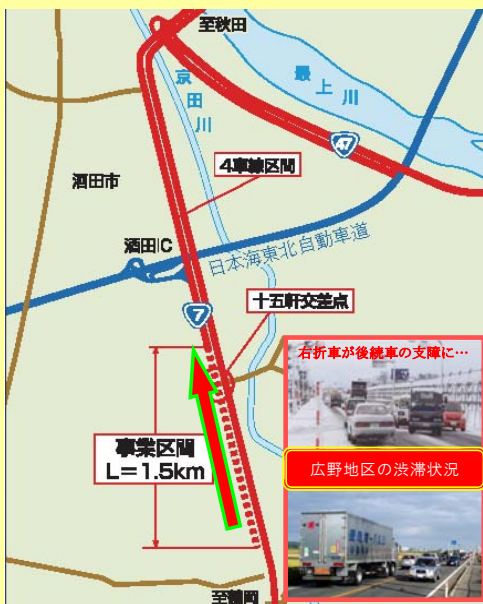 至秋田
京田川
最上川
47
4車線区間
酒田市
酒田IC
日本海東北自動車道
7
十五軒交差点
右折車が後続車の支障に…
事業区間
L=1.5km
広野地区の渋滞状況
至鶴岡